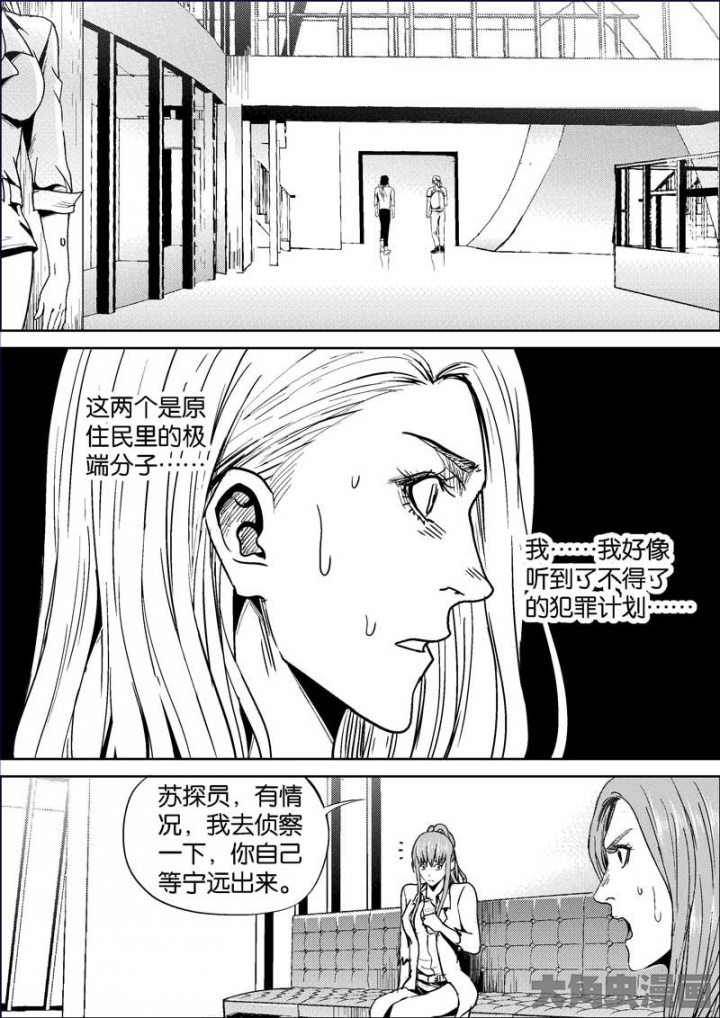 这两个是原
住民里的极
端分子……
我……我好像
听到了不得了
的犯罪计划……
苏探员，有情
况，我去侦察
一下，你自己
等宁远出来。
大角虫漫画